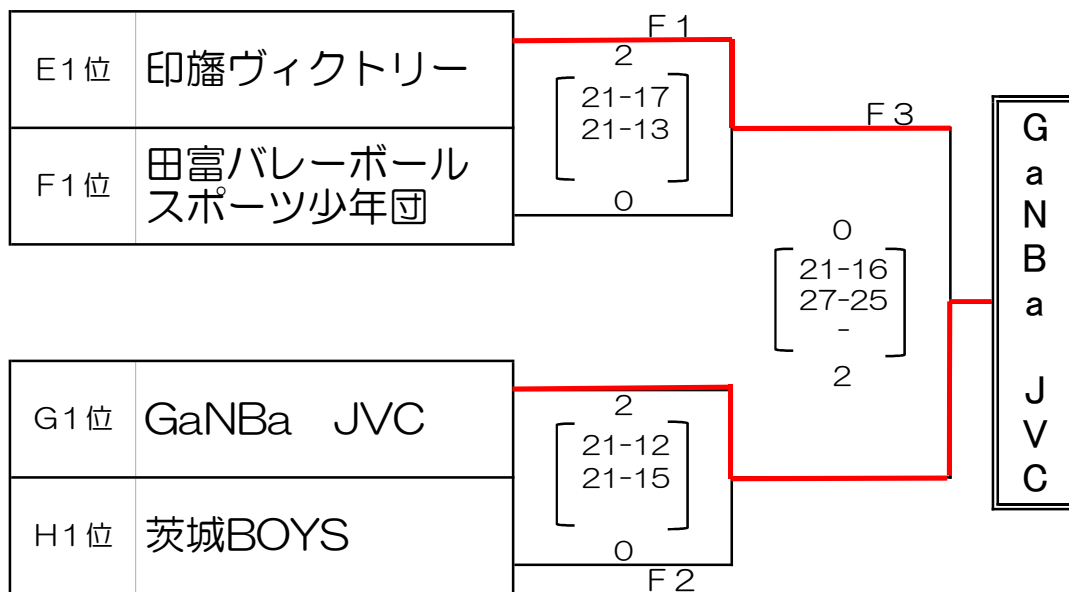 E1位 印旛ヴィクトリー
F1位 田富バレーボール
スポーツ少年団
F1
2
21-17
21-13
0
F3
0
21-16
27-25
-
2
G1位 GaNBa　JVC
H1位 茨城BOYS
2
21-12
21-15
0
F2
GaNBa　JVC